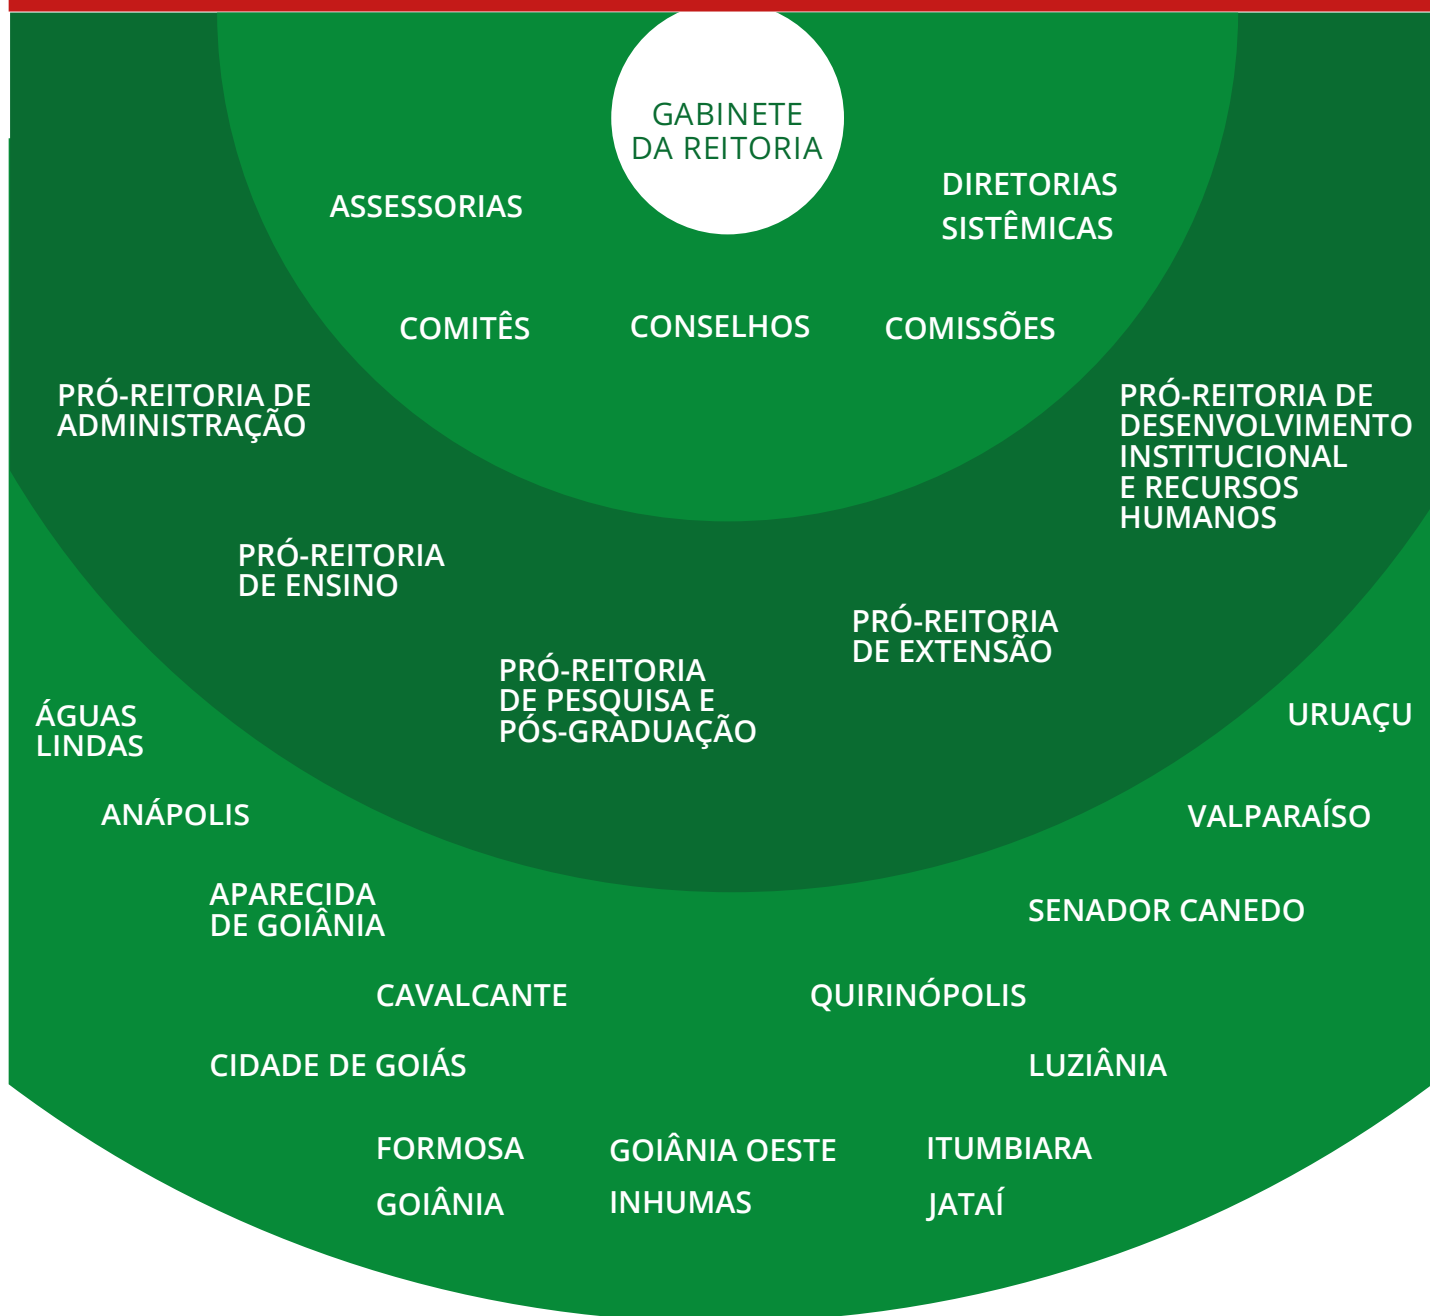 GABINETE
DA REITORIA
ASSESSORIAS
DIRETORIAS
SISTÊMICAS
COMITÊS
CONSELHOS
COMISSÕES
PRÓ-REITORIA DE
ADMINISTRAÇÃO
PRÓ-REITORIA DE
DESENVOLVIMENTO
INSTITUCIONAL
E RECURSOS
HUMANOS
PRÓ-REITORIA
DE ENSINO
PRÓ-REITORIA
DE PESQUISA E
PÓS-GRADUAÇÃO
PRÓ-REITORIA
DE EXTENSÃO
ÁGUAS
LINDAS
URUAÇU
ANÁPOLIS
VALPARAÍSO
APARECIDA
DE GOIÂNIA
SENADOR CANEDO
CAVALCANTE
QUIRINÓPOLIS
CIDADE DE GOIÁS
LUZIÂNIA
FORMOSA
GOIÂNIA OESTE
ITUMBIARA
GOIÂNIA
INHUMAS
JATAÍ